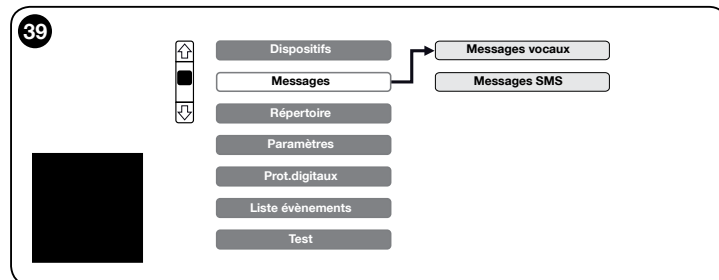 39
Dispositifs
Messages
Répertoire
Paramètres
Prot.digitaux
Liste évènements
Test
Messages vocaux
Messages SMS